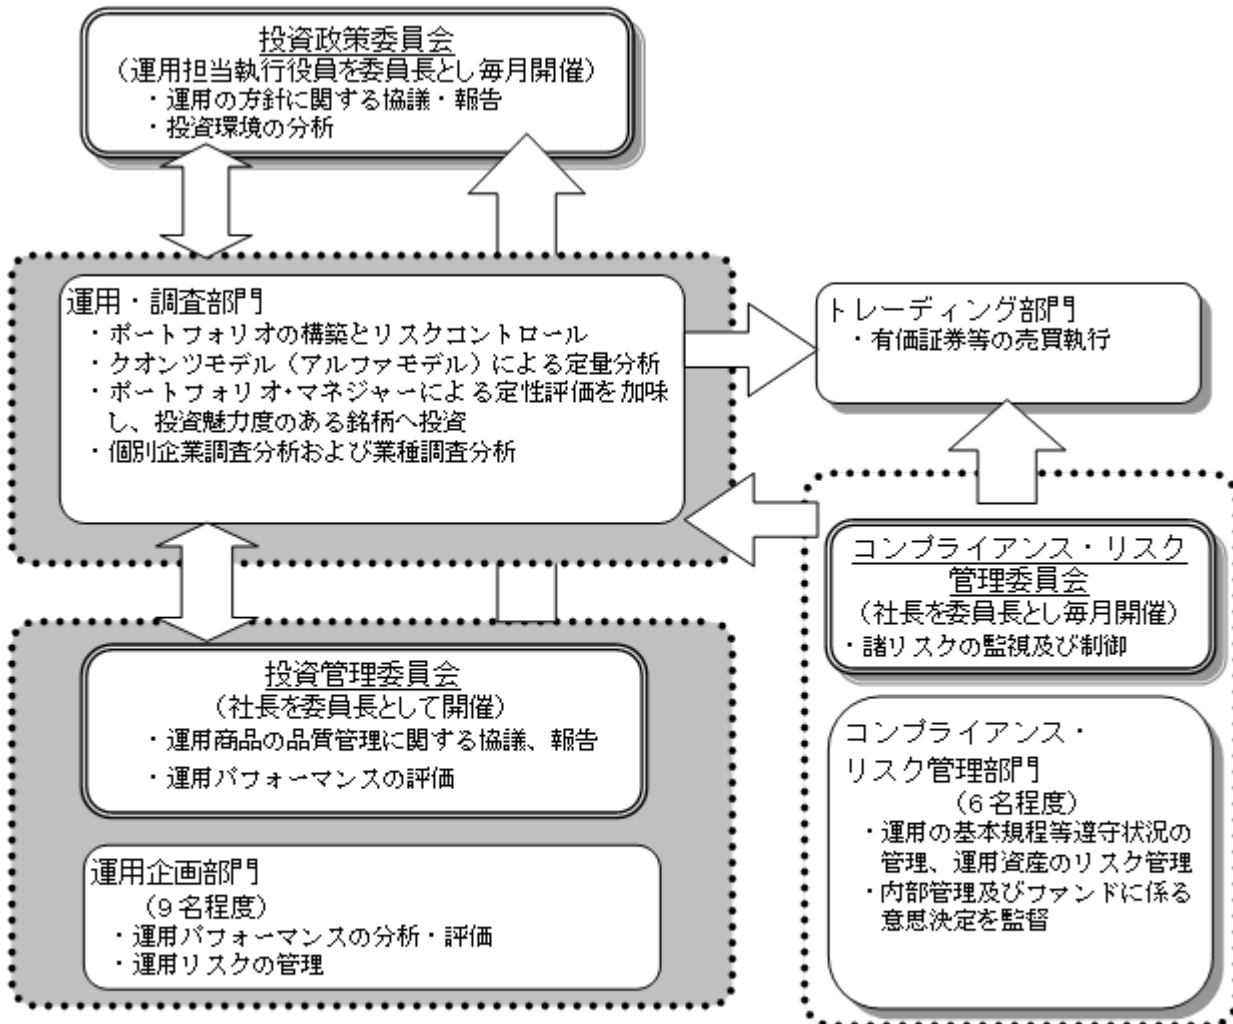 投資政策委員会
（運用担当執行役員を委員長とし毎月開催）
・運用の方針に関する協議・報告
・投資環境の分析
運用・調査部門
・ポートフォリオの構築とリスクコントロール
・クオンツモデル（アルファモデル）による定量分析
・ポートフォリオ・マネジャーによる定性評価を加味
し、投資魅力度のある銘柄へ投資
・個別企業調査分析および業種調査分析
トレーディング部門
・有価証券等の売買執行
コンプライアンス・リスク
管理委員会
（社長を委員長とし毎月開催）
・諸リスクの監視及び制御
投資管理委員会
（社長を委員長として開催）
・運用商品の品質管理に関する協議、報告
・運用パフォーマンスの評価
コンプライアンス・
リスク管理部門
（6名程度）
・運用の基本規程等遵守状況の
管理、運用資産のリスク管理
・内部管理及びファンドに係る
意思決定を監督
運用企画部門
（9名程度）
・運用パフォーマンスの分析・評価
・運用リスクの管理